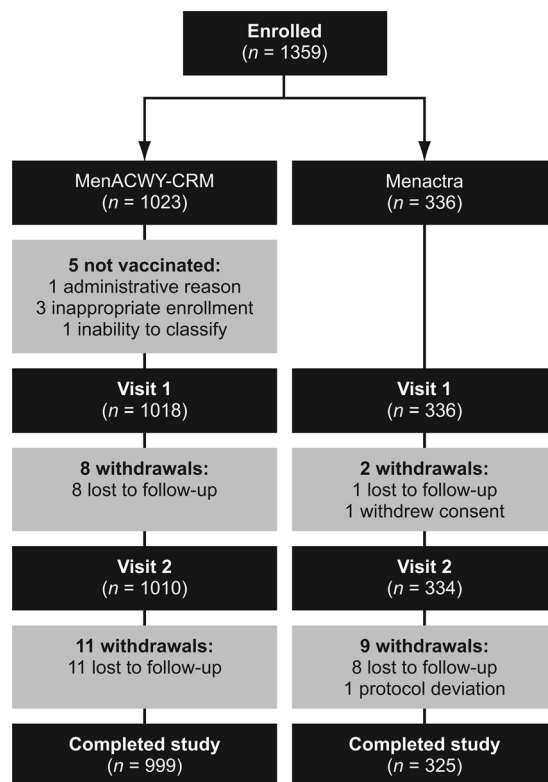 Enrolled
(n = 1359)
MenACWY-CRM
(n = 1023)
Menactra
(n = 336)
5 not vaccinated:
1 administrative reason
3 inappropriate enrollment
1 inability to classify
Visit 1
(n = 1018)
Visit 1
(n = 336)
8 withdrawals:
8 lost to follow-up
2 withdrawals:
1 lost to follow-up
1 withdrew consent
Visit 2
(n = 1010)
Visit 2
(n = 334)
11 withdrawals:
11 lost to follow-up
9 withdrawals:
8 lost to follow-up
1 protocol deviation
Completed study
(n = 999)
Completed study
(n = 325)